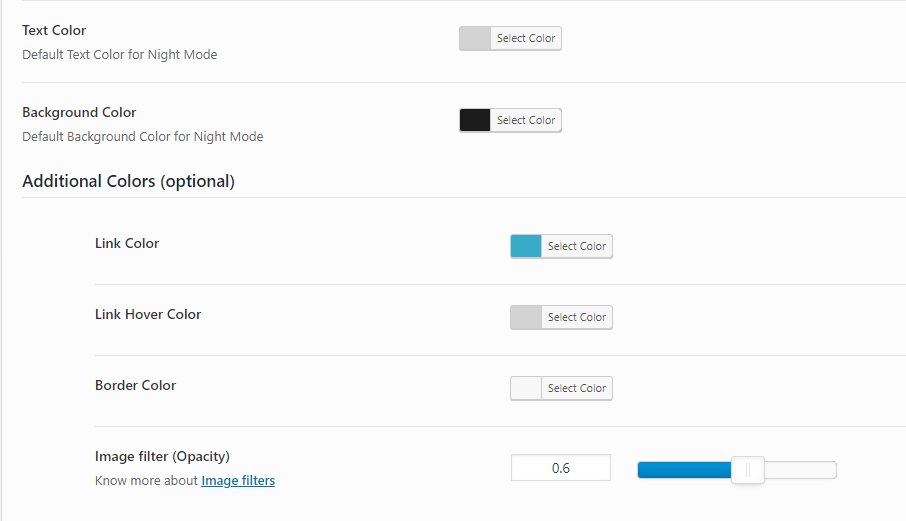 Text Color
Select Color
Default Text Color for Night Mode
Background Color
Select Color
Default Background Color for Night Mode
Additional Colors (optional)
Link Color
Select Color
Link Hover Color
Select Color
Border Color
Select Color
Image filter (Opacity)
0.6
Know more about Image filters